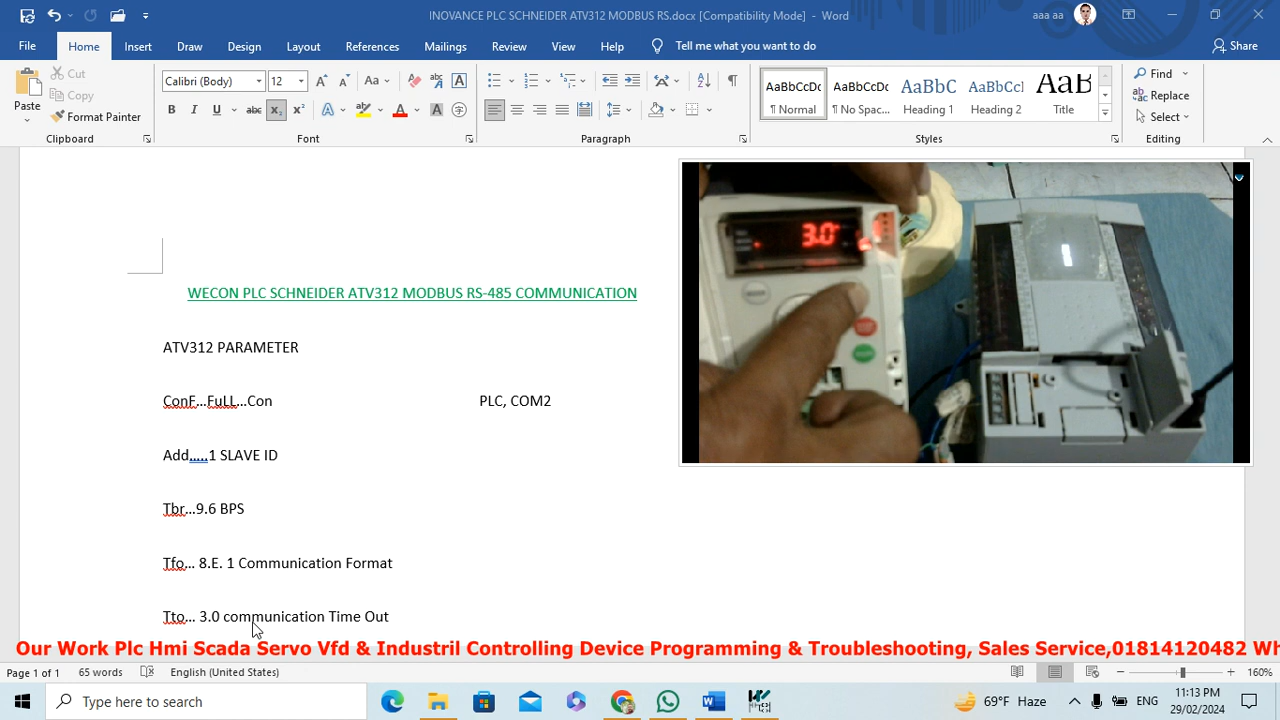 INOVANCE PLC SCHNEIDER ATV312 MODBUS RS.docx [Compatibility Mode] - Word
aaa aa
File Home Insert Draw Design Layout References Mailings Review View Help Tell me what you want to do Share
Paste
Cut
Copy
Format Painter
Clipboard
Calibri (Body) 12
Font
Paragraph
AaBbCcDc AaBbCcDc AaBbC AaBbCcI AaB
¶ Normal ¶ No Spac... Heading 1 Heading 2 Title
Styles
Find
Replace
Select
Editing
3.0
WECON PLC SCHNEIDER ATV312 MODBUS RS-485 COMMUNICATION
ATV312 PARAMETER
ConF...FuLL...Con PLC, COM2
Add.....1 SLAVE ID
Tbr...9.6 BPS
Tfo... 8.E. 1 Communication Format
Tto... 3.0 communication Time Out
Our Work Plc Hmi Scada Servo Vfd & Industril Controlling Device Programming & Troubleshooting, Sales Service,01814120482 Wh
Page 1 of 1 65 words English (United States) 160%
Type here to search
69°F Haze ENG
11:13 PM
29/02/2024